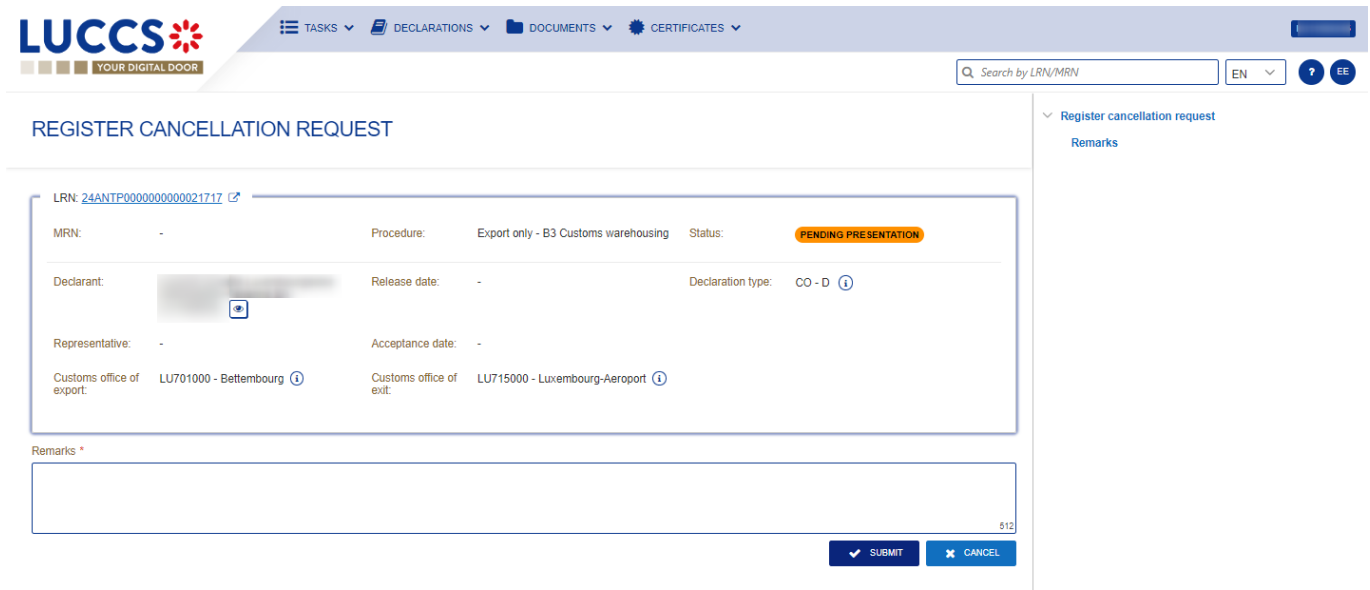 LUCCS
YOUR DIGITAL DOOR
TASKS DECLARATIONS DOCUMENTS CERTIFICATES
Search by LRN/MRN EN ? EE
REGISTER CANCELLATION REQUEST
Register cancellation request
Remarks
LRN: 24ANTP0000000000021717
MRN: - Procedure: Export only - B3 Customs warehousing Status: PENDING PRESENTATION
Declarant: Release date: - Declaration type: CO - D i
Representative: - Acceptance date: -
Customs office of export: LU701000 - Bettembourg i Customs office of exit: LU715000 - Luxembourg-Aeroport i
Remarks *
512
SUBMIT CANCEL